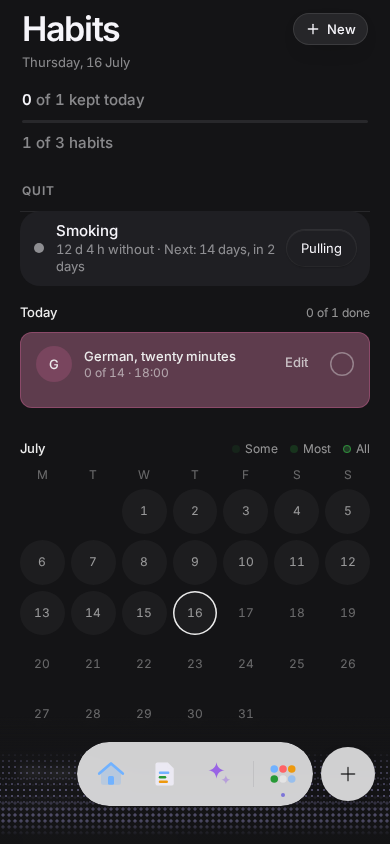 Habits
+ New
Thursday, 16 July
0 of 1 kept today
1 of 3 habits
QUIT
Smoking
12 d 4 h without · Next: 14 days, in 2
days
Pulling
Today
0 of 1 done
G
German, twenty minutes
0 of 14 · 18:00
Edit
July
Some
Most
All
M T W T F S S
1 2 3 4 5
6 7 8 9 10 11 12
13 14 15 16 17 18 19
20 21 22 23 24 25 26
27 28 29 30 31